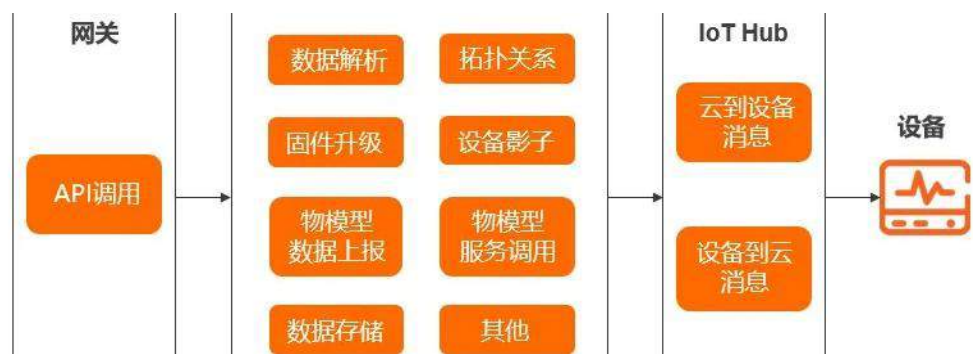 网关
API调用
数据解析
拓扑关系
固件升级
设备影子
物模型
数据上报
物模型
服务调用
数据存储
其他
IoT Hub
云到设备
消息
设备到云
消息
设备